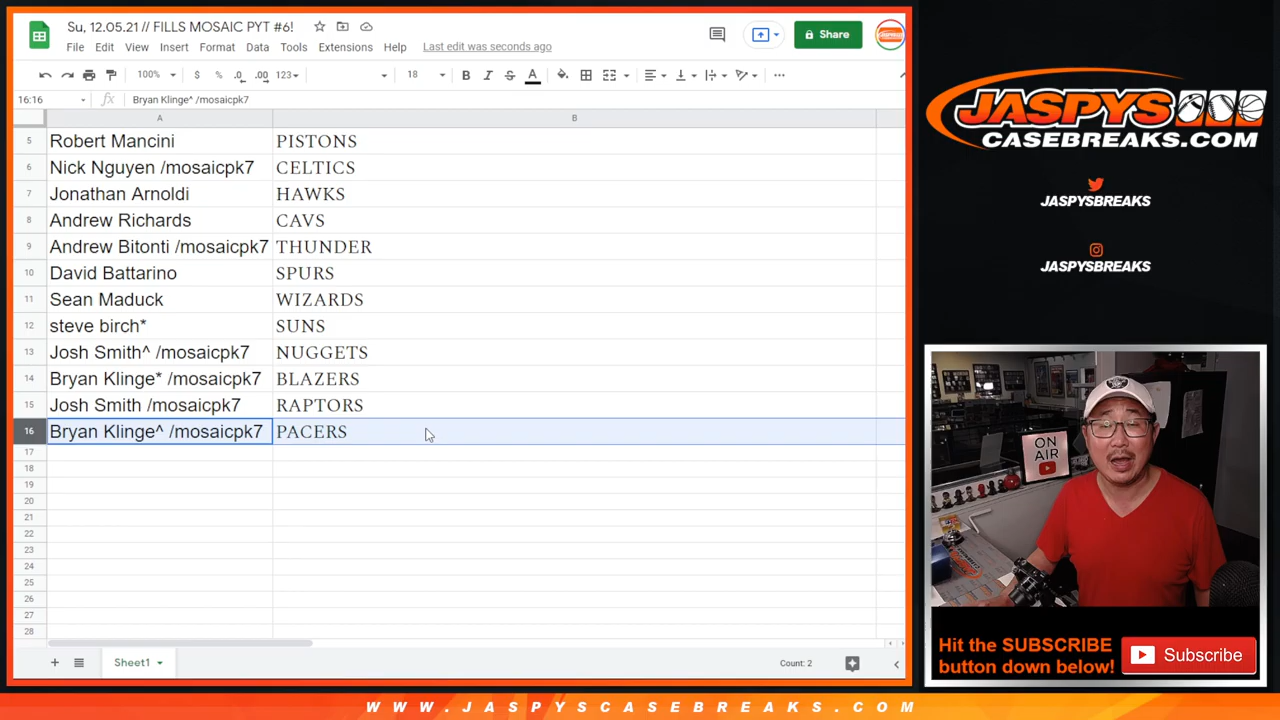 Su, 12.05.21 // FILLS MOSAIC PYT #6!
File Edit View Insert Format Data Tools Extensions Help Last edit was seconds ago
Share
100% $ % .0 .00 123 18 B I S A
16:16 fx Bryan Klinge^ /mosaicpk7
A B
5 Robert Mancini PISTONS
6 Nick Nguyen /mosaicpk7 CELTICS
7 Jonathan Arnoldi HAWKS
8 Andrew Richards CAVS
9 Andrew Bitonti /mosaicpk7 THUNDER
10 David Battarino SPURS
11 Sean Maduck WIZARDS
12 steve birch* SUNS
13 Josh Smith^ /mosaicpk7 NUGGETS
14 Bryan Klinge* /mosaicpk7 BLAZERS
15 Josh Smith /mosaicpk7 RAPTORS
16 Bryan Klinge^ /mosaicpk7 PACERS
17
18
19
20
21
22
23
24
25
26
27
28
Sheet1
Count: 2
JASPYS
CASEBREAKS.COM
JASPYSBREAKS
JASPYSBREAKS
ON
AIR
Hit the SUBSCRIBE
button down below!
Subscribe
WWW.JASPYSCASEBREAKS.COM